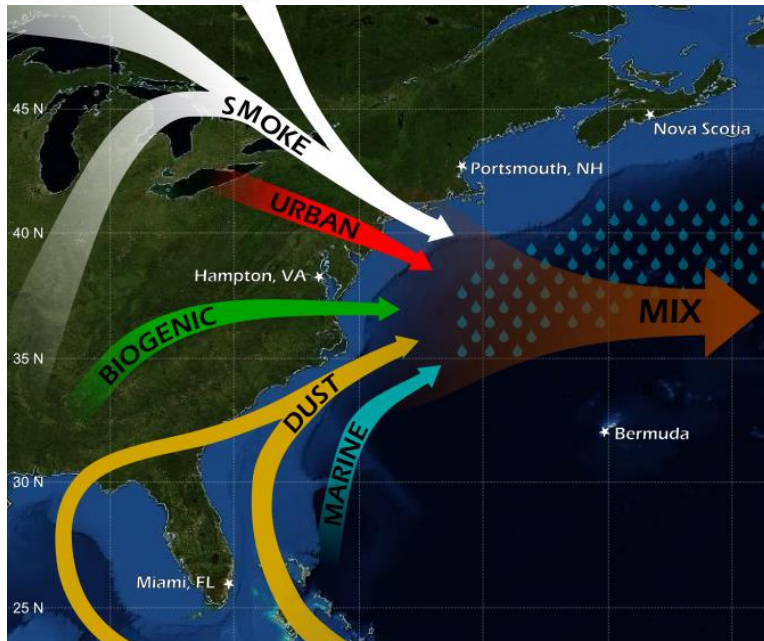 45 N
SMOKE
Nova Scotia
Portsmouth, NH
URBAN
40 N
Hampton, VA
BIOGENIC
MIX
35 N
DUST
MARINE
Bermuda
30 N
Miami, FL
25 N